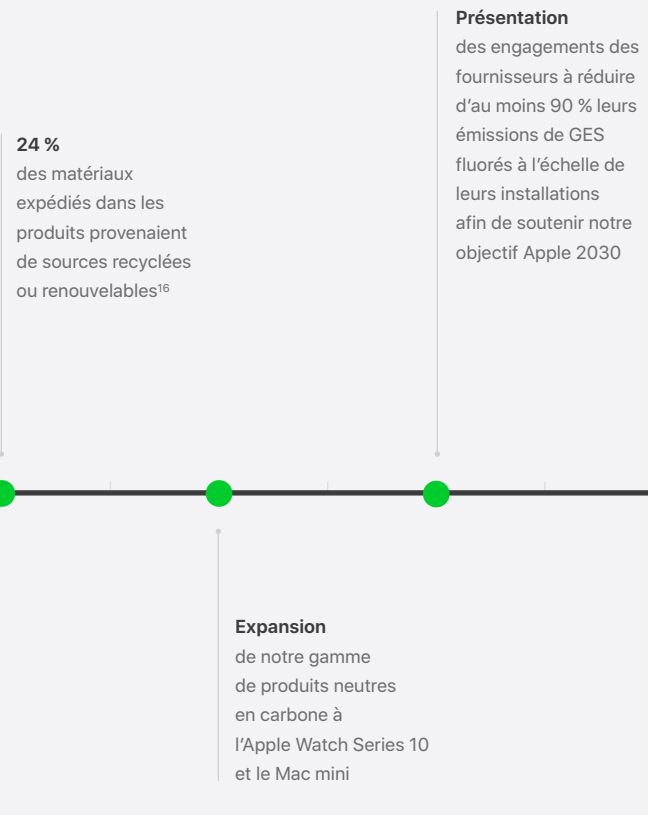 24 %
des matériaux
expédiés dans les
produits provenaient
de sources recyclées
ou renouvelables¹⁶
Expansion
de notre gamme
de produits neutres
en carbone à
l’Apple Watch Series 10
et le Mac mini
Présentation
des engagements des
fournisseurs à réduire
d’au moins 90 % leurs
émissions de GES
fluorés à l’échelle de
leurs installations
afin de soutenir notre
objectif Apple 2030